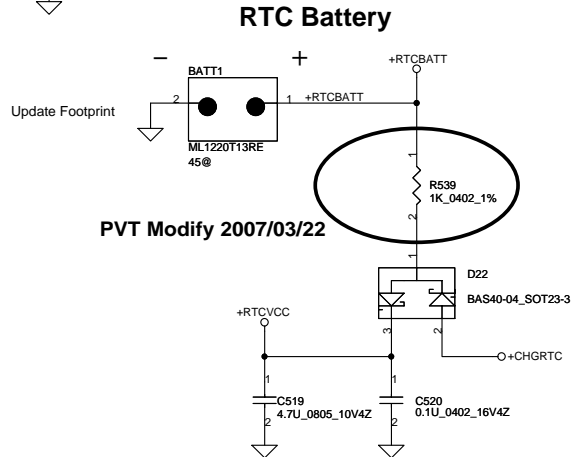 RTC Battery
− +
BATT1
+RTCBATT
2 1 +RTCBATT
Update Footprint
ML1220T13RE
45@
1
R539
1K_0402_1%
2
PVT Modify 2007/03/22
1
D22
BAS40-04_SOT23-3
+RTCVCC
3 2
+CHGRTC
1 1
C519
4.7U_0805_10V4Z
C520
0.1U_0402_16V4Z
2 2